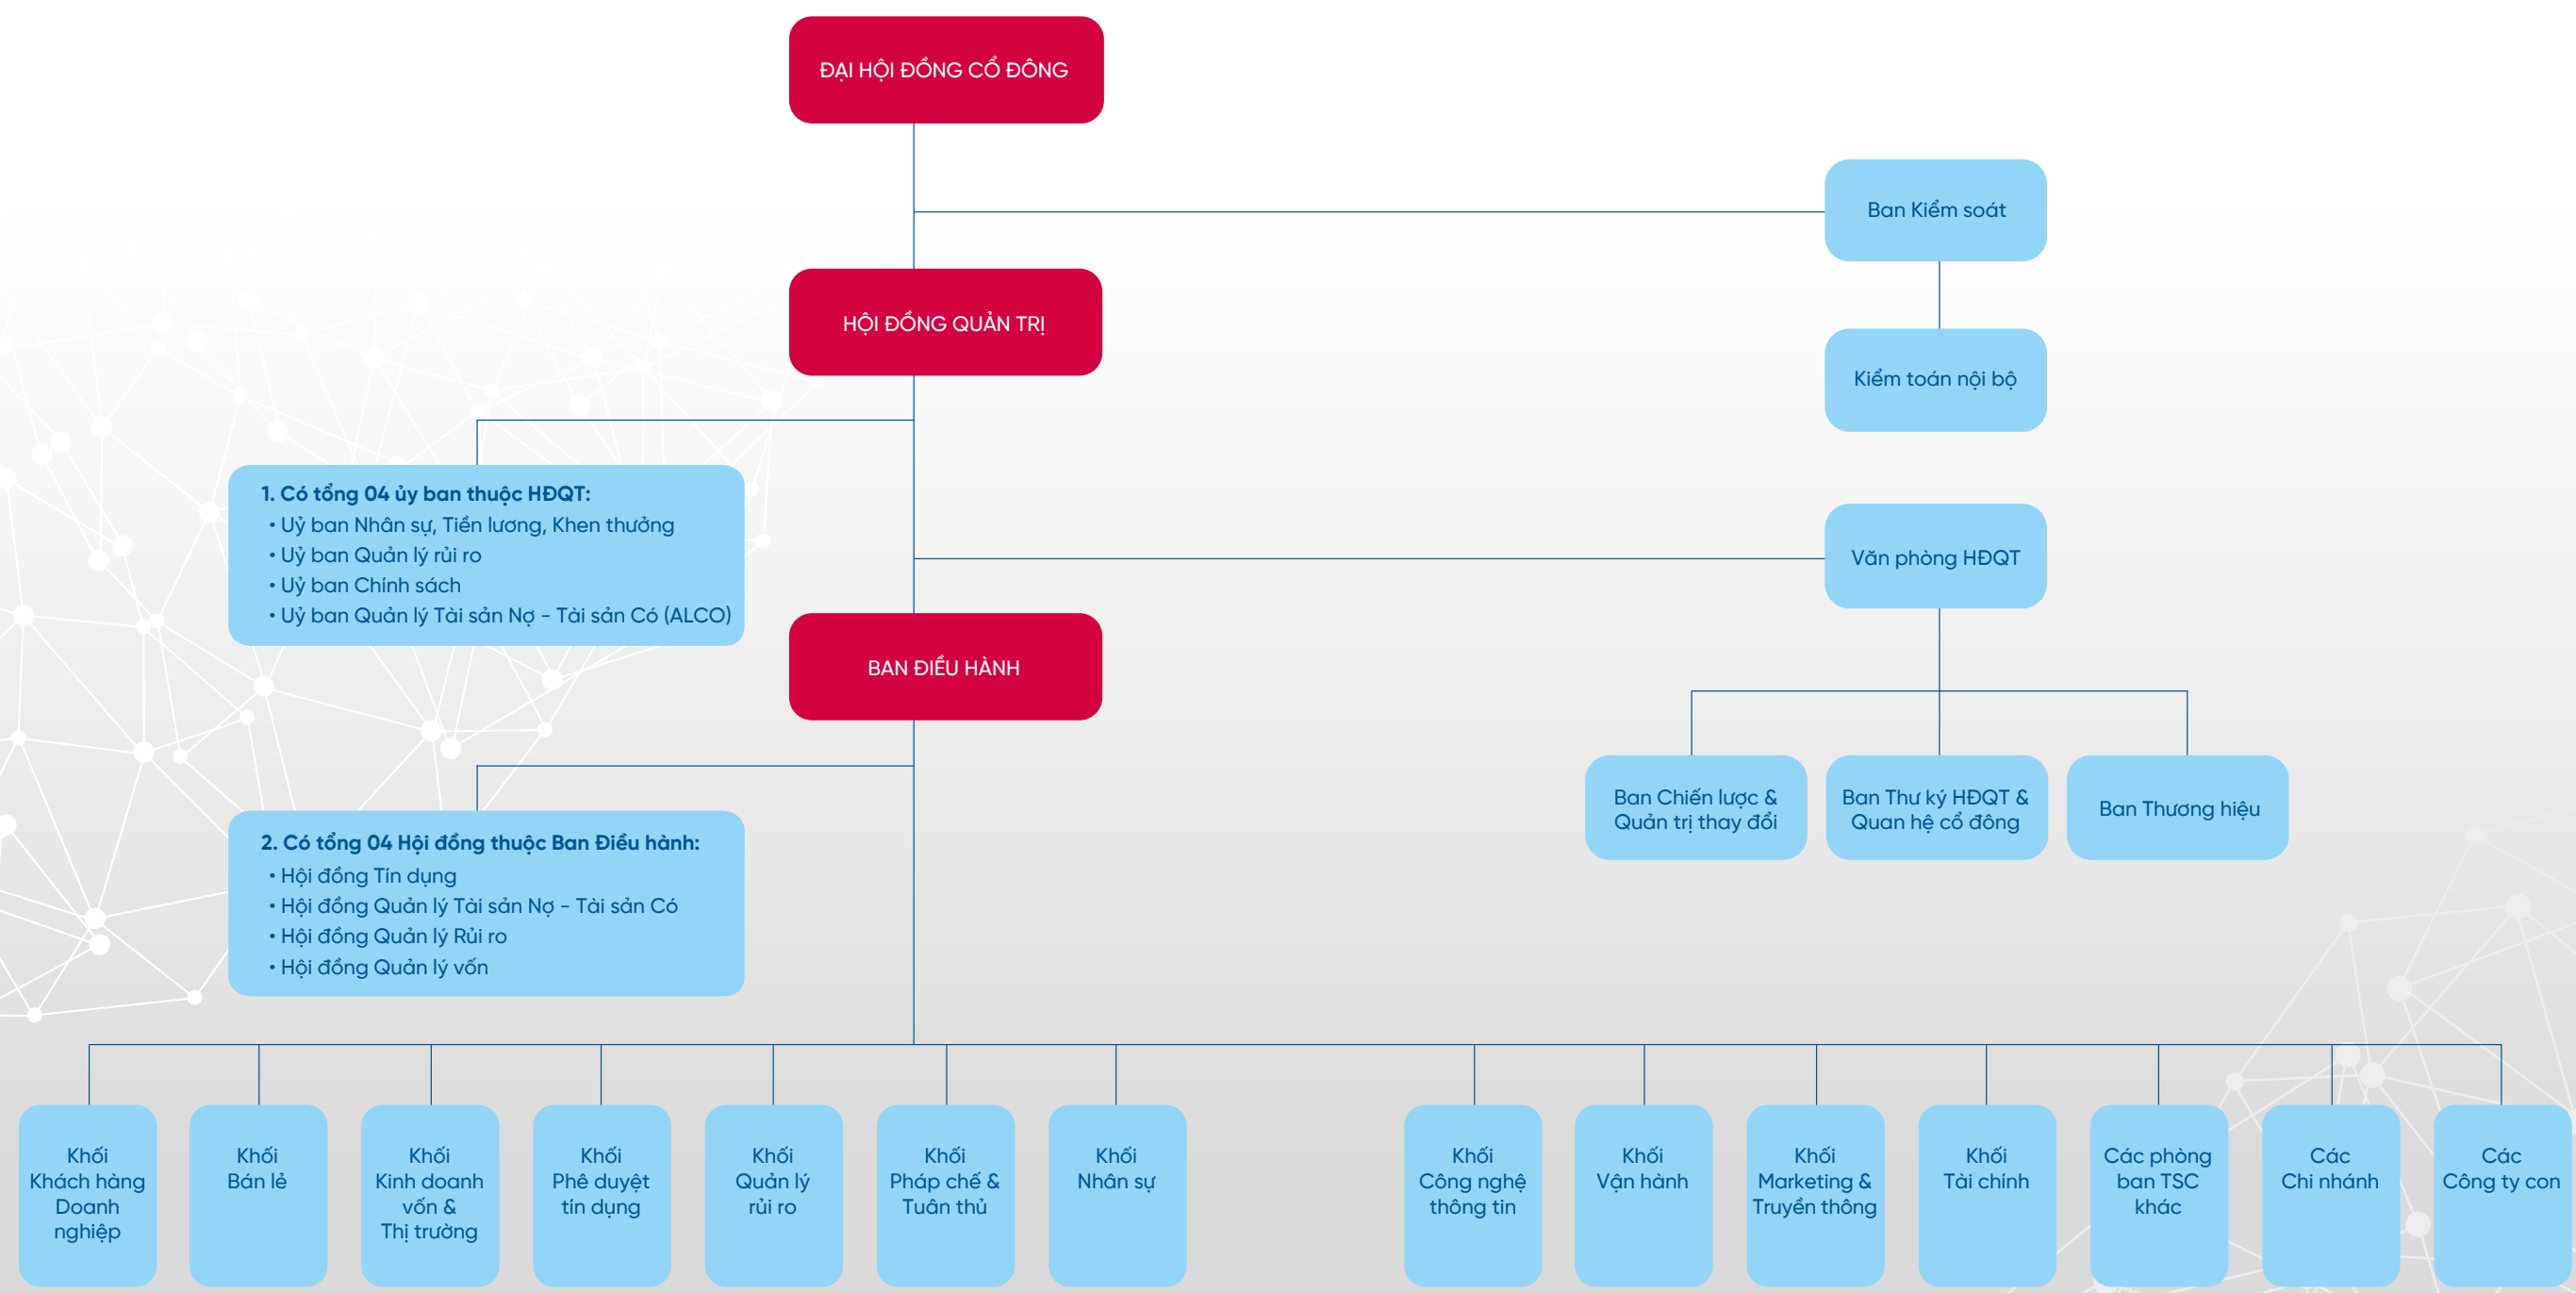 ĐẠI HỘI ĐỒNG CỔ ĐÔNG
Ban Kiểm soát
HỘI ĐỒNG QUẢN TRỊ
Kiểm toán nội bộ
1. Có tổng 04 ủy ban thuộc HĐQT:
• Uỷ ban Nhân sự, Tiền lương, Khen thưởng
• Uỷ ban Quản lý rủi ro
• Uỷ ban Chính sách
• Uỷ ban Quản lý Tài sản Nợ - Tài sản Có (ALCO)
Văn phòng HĐQT
BAN ĐIỀU HÀNH
Ban Chiến lược &
Quản trị thay đổi
Ban Thư ký HĐQT &
Quan hệ cổ đông
Ban Thương hiệu
2. Có tổng 04 Hội đồng thuộc Ban Điều hành:
• Hội đồng Tín dụng
• Hội đồng Quản lý Tài sản Nợ - Tài sản Có
• Hội đồng Quản lý Rủi ro
• Hội đồng Quản lý vốn
Khối
Khách hàng
Doanh
nghiệp
Khối
Bán lẻ
Khối
Kinh doanh
vốn &
Thị trường
Khối
Phê duyệt
tín dụng
Khối
Quản lý
rủi ro
Khối
Pháp chế &
Tuân thủ
Khối
Nhân sự
Khối
Công nghệ
thông tin
Khối
Vận hành
Khối
Marketing &
Truyền thông
Khối
Tài chính
Các phòng
ban TSC
khác
Các
Chi nhánh
Các
Công ty con